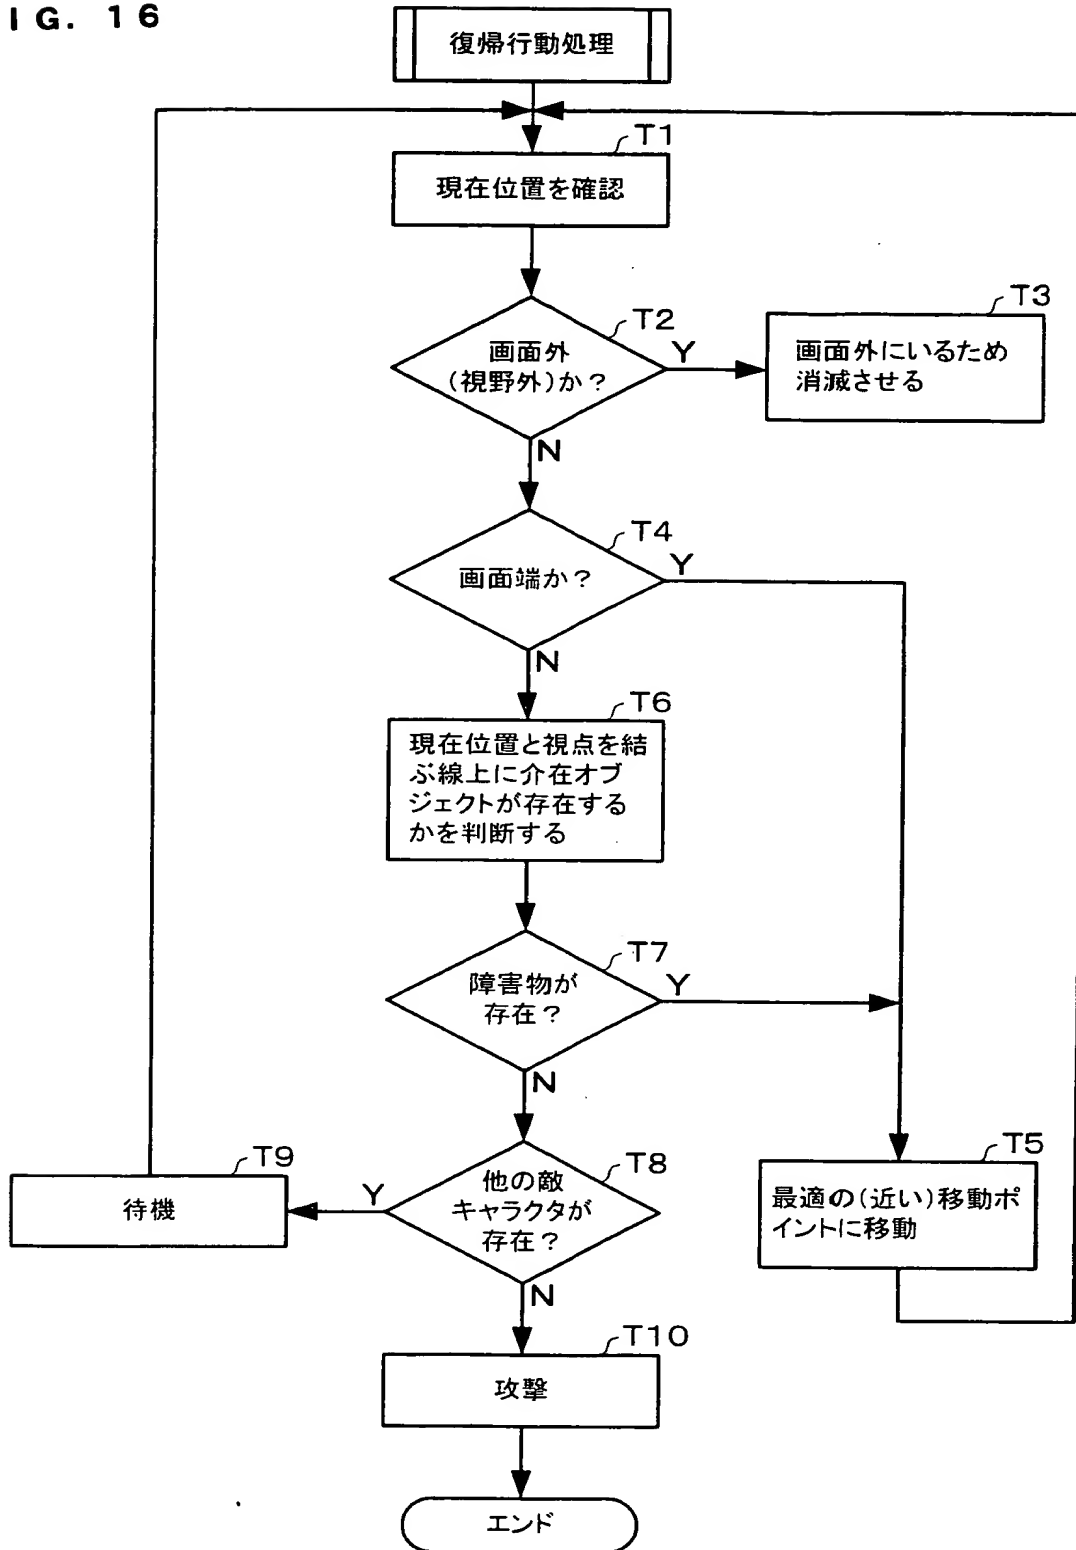 IG. 16
復帰行動処理
T1
現在位置を確認
T2
画面外
(視野外)か？
Y
N
T3
画面外にいるため
消滅させる
T4
画面端か？
Y
N
T6
現在位置と視点を結
ぶ線上に介在オブ
ジェクトが存在する
かを判断する
T7
障害物が
存在？
Y
N
T8
他の敵
キャラクタが
存在？
Y
N
T9
待機
T5
最適の(近い)移動ポ
イントに移動
T10
攻撃
エンド